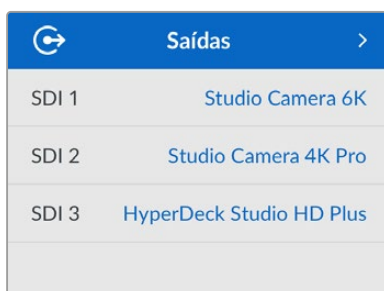 Saídas
SDI 1 Studio Camera 6K
SDI 2 Studio Camera 4K Pro
SDI 3 HyperDeck Studio HD Plus